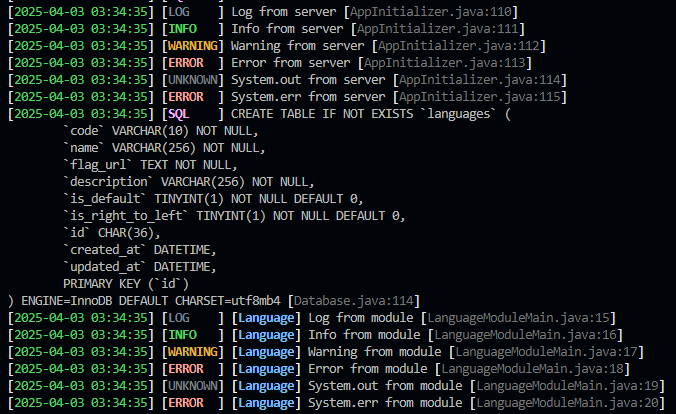 [2025-04-03 03:34:35] [LOG    ] Log from server [AppInitializer.java:110]
[2025-04-03 03:34:35] [INFO   ] Info from server [AppInitializer.java:111]
[2025-04-03 03:34:35] [WARNING] Warning from server [AppInitializer.java:112]
[2025-04-03 03:34:35] [ERROR  ] Error from server [AppInitializer.java:113]
[2025-04-03 03:34:35] [UNKNOWN] System.out from server [AppInitializer.java:114]
[2025-04-03 03:34:35] [ERROR  ] System.err from server [AppInitializer.java:115]
[2025-04-03 03:34:35] [SQL    ] CREATE TABLE IF NOT EXISTS `languages` (
        `code` VARCHAR(10) NOT NULL,
        `name` VARCHAR(256) NOT NULL,
        `flag_url` TEXT NOT NULL,
        `description` VARCHAR(256) NOT NULL,
        `is_default` TINYINT(1) NOT NULL DEFAULT 0,
        `is_right_to_left` TINYINT(1) NOT NULL DEFAULT 0,
        `id` CHAR(36),
        `created_at` DATETIME,
        `updated_at` DATETIME,
        PRIMARY KEY (`id`)
) ENGINE=InnoDB DEFAULT CHARSET=utf8mb4 [Database.java:114]
[2025-04-03 03:34:35] [LOG    ] [Language] Log from module [LanguageModuleMain.java:15]
[2025-04-03 03:34:35] [INFO   ] [Language] Info from module [LanguageModuleMain.java:16]
[2025-04-03 03:34:35] [WARNING] [Language] Warning from module [LanguageModuleMain.java:17]
[2025-04-03 03:34:35] [ERROR  ] [Language] Error from module [LanguageModuleMain.java:18]
[2025-04-03 03:34:35] [UNKNOWN] [Language] System.out from module [LanguageModuleMain.java:19]
[2025-04-03 03:34:35] [ERROR  ] [Language] System.err from module [LanguageModuleMain.java:20]